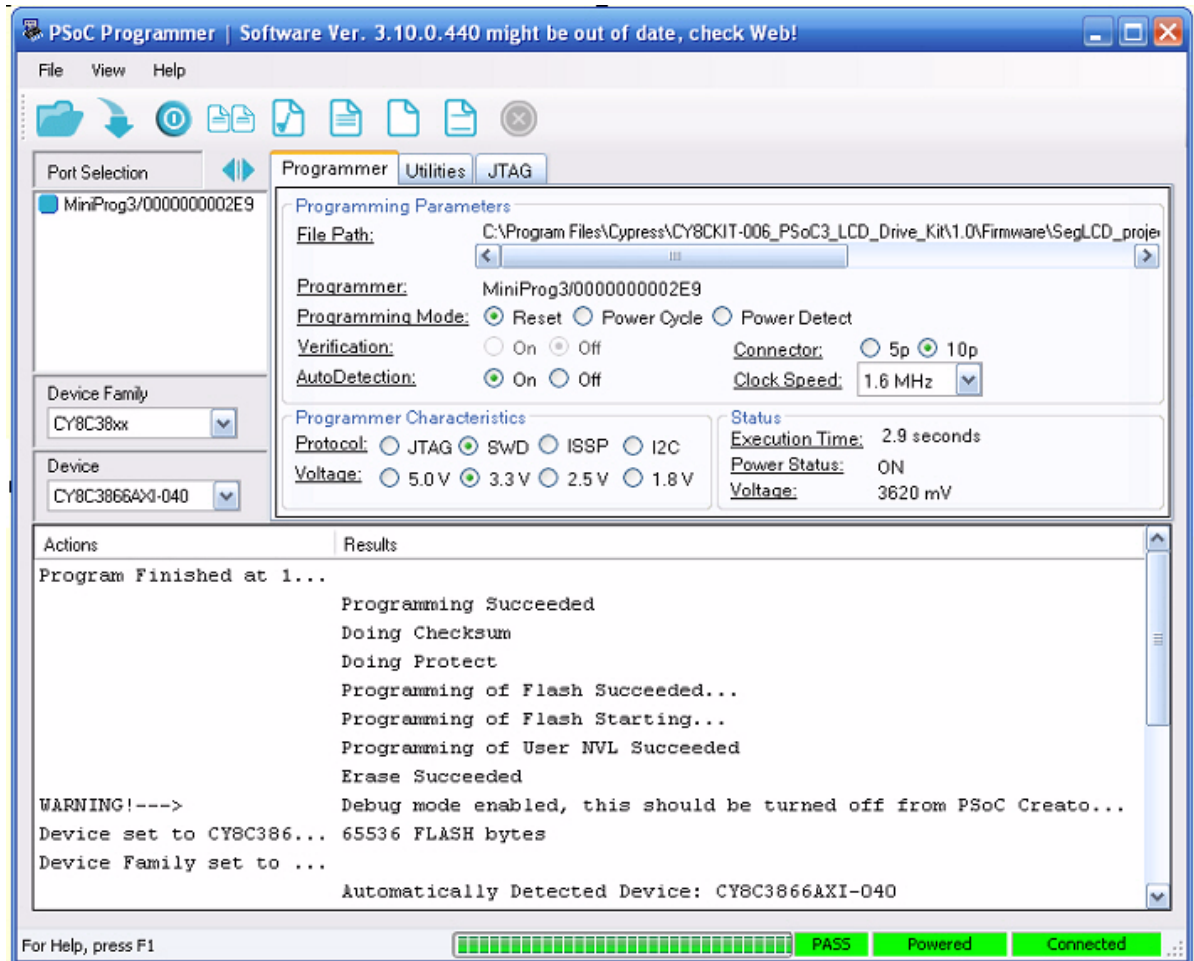 PSoC Programmer | Software Ver. 3.10.0.440 might be out of date, check Web!
File View Help
Port Selection
MiniProg3/0000000002E9
Device Family
CY8C38xx
Device
CY8C3866AXI-040
Programmer Utilities JTAG
Programming Parameters
File Path: C:\Program Files\Cypress\CY8CKIT-006_PSoC3_LCD_Drive_Kit\1.0\Firmware\SegLCD_proje
Programmer: MiniProg3/0000000002E9
Programming Mode: Reset Power Cycle Power Detect
Verification: On Off Connector: 5p 10p
AutoDetection: On Off Clock Speed: 1.6 MHz
Programmer Characteristics
Protocol: JTAG SWD ISSP I2C
Voltage: 5.0 V 3.3 V 2.5 V 1.8 V
Status
Execution Time: 2.9 seconds
Power Status: ON
Voltage: 3620 mV
Actions Results
Program Finished at 1...
Programming Succeeded
Doing Checksum
Doing Protect
Programming of Flash Succeeded...
Programming of Flash Starting...
Programming of User NVL Succeeded
Erase Succeeded
WARNING!---> Debug mode enabled, this should be turned off from PSoC Creato...
Device set to CY8C386... 65536 FLASH bytes
Device Family set to ...
Automatically Detected Device: CY8C3866AXI-040
For Help, press F1 PASS Powered Connected